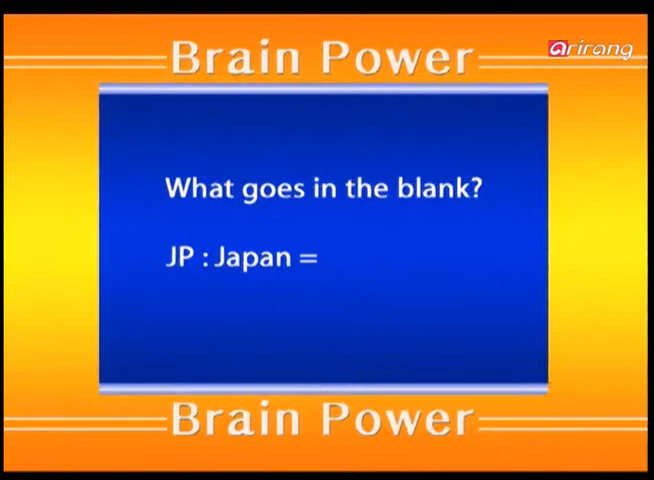 arirang
Brain Power
What goes in the blank?
JP : Japan =
Brain Power